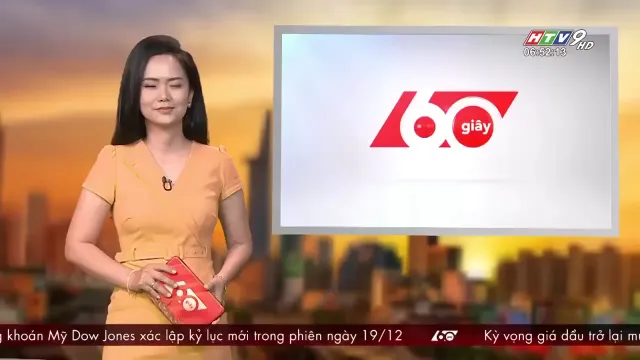 HTV9 HD
06:52:13
60 giây
g khoán Mỹ Dow Jones xác lập kỷ lục mới trong phiên ngày 19/12 60 Kỳ vọng giá dầu trở lại m